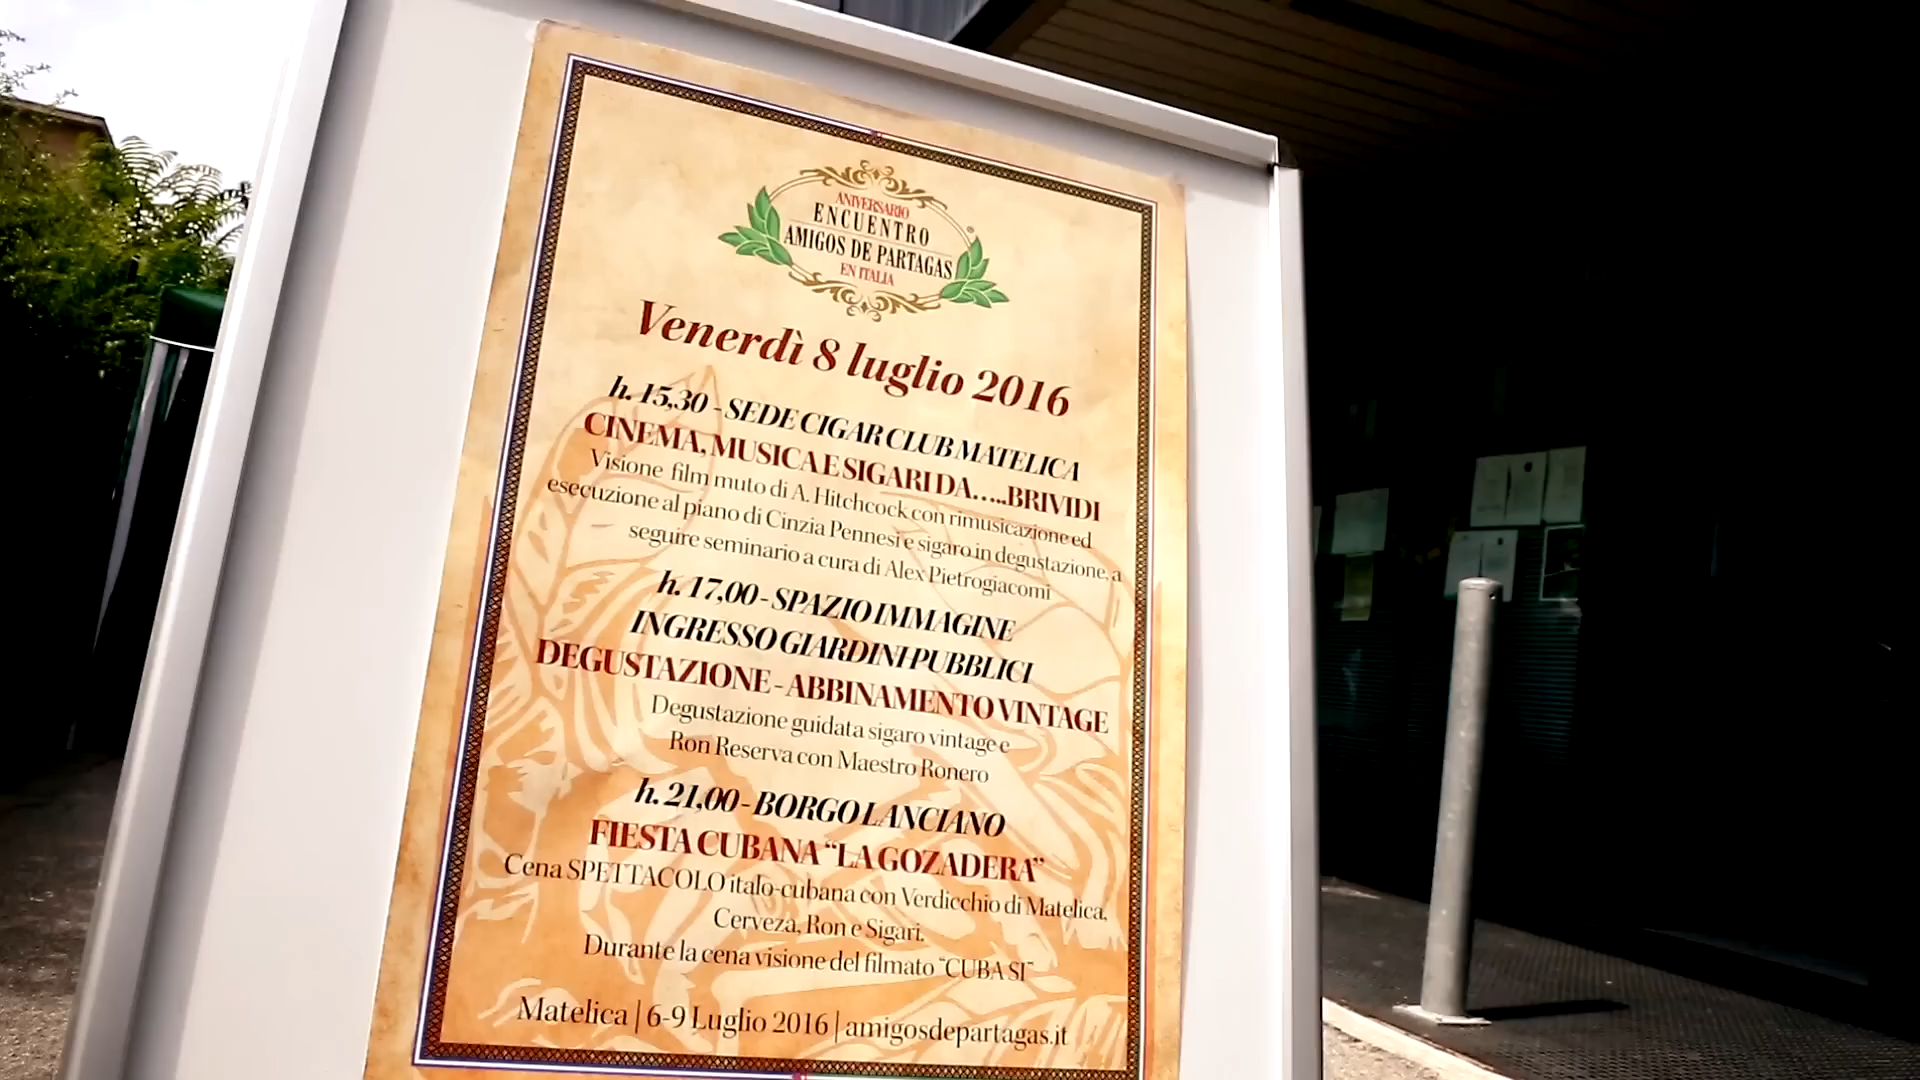 ANIVERSARIO
ENCUENTRO
AMIGOS DE PARTAGAS
EN ITALIA
Venerdì 8 luglio 2016
h. 15,30 - SEDE CIGAR CLUB MATELICA
CINEMA, MUSICA E SIGARI DA.....BRIVIDI
Visione film muto di A. Hitchcock con rimusicazione ed
esecuzione al piano di Cinzia Pennesi e sigaro in degustazione, a
seguire seminario a cura di Alex Pietrogiacomi
h. 17,00 - SPAZIO IMMAGINE
INGRESSO GIARDINI PUBBLICI
DEGUSTAZIONE - ABBINAMENTO VINTAGE
Degustazione guidata sigaro vintage e
Ron Reserva con Maestro Ronero
h. 21,00 - BORGO LANCIANO
FIESTA CUBANA “LA GOZADERA”
Cena SPETTACOLO italo-cubana con Verdicchio di Matelica,
Cerveza, Ron e Sigari.
Durante la cena visione del filmato "CUBA SI"
Matelica | 6-9 Luglio 2016 | amigosdepartagas.it